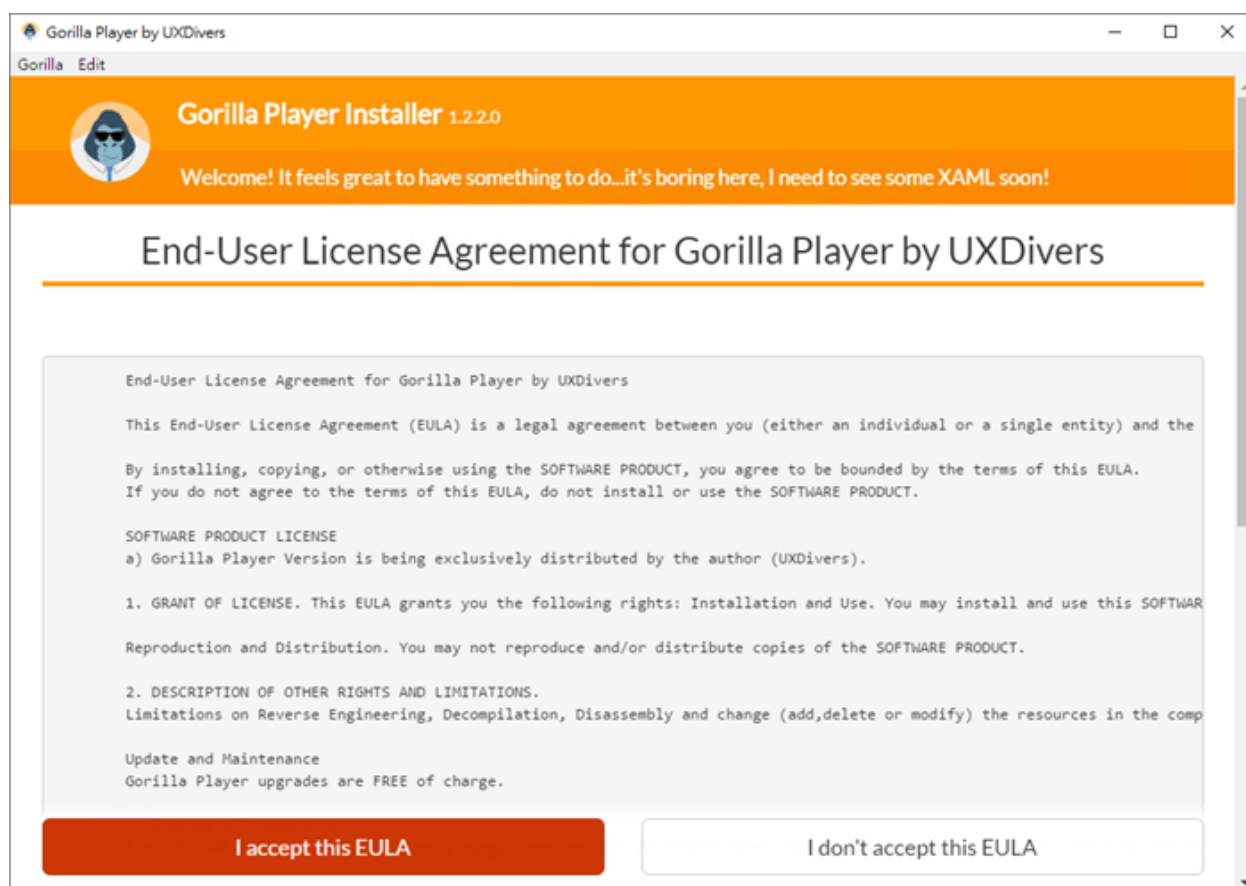 Gorilla Player by UXDivers
Gorilla Edit
Gorilla Player Installer 1.2.2.0
Welcome! It feels great to have something to do...it's boring here, I need to see some XAML soon!
End-User License Agreement for Gorilla Player by UXDivers
End-User License Agreement for Gorilla Player by UXDivers
This End-User License Agreement (EULA) is a legal agreement between you (either an individual or a single entity) and the
By installing, copying, or otherwise using the SOFTWARE PRODUCT, you agree to be bounded by the terms of this EULA.
If you do not agree to the terms of this EULA, do not install or use the SOFTWARE PRODUCT.
SOFTWARE PRODUCT LICENSE
a) Gorilla Player Version is being exclusively distributed by the author (UXDivers).
1. GRANT OF LICENSE. This EULA grants you the following rights: Installation and Use. You may install and use this SOFTWAR
Reproduction and Distribution. You may not reproduce and/or distribute copies of the SOFTWARE PRODUCT.
2. DESCRIPTION OF OTHER RIGHTS AND LIMITATIONS.
Limitations on Reverse Engineering, Decompilation, Disassembly and change (add,delete or modify) the resources in the comp
Update and Maintenance
Gorilla Player upgrades are FREE of charge.
I accept this EULA
I don't accept this EULA